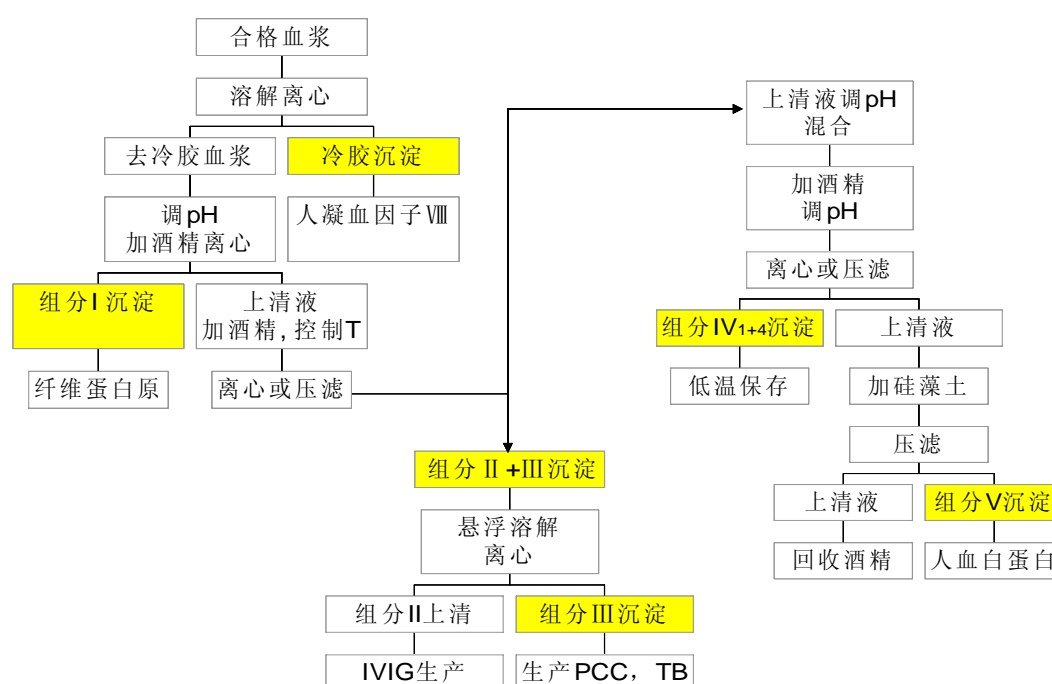 合格血浆
溶解离心
去冷胶血浆
冷胶沉淀
调pH
加酒精离心
人凝血因子Ⅷ
组分I 沉淀
上清液
加酒精,控制T
纤维蛋白原
离心或压滤
上清液调pH
混合
加酒精
调pH
离心或压滤
组分IV1+4沉淀
上清液
低温保存
加硅藻土
压滤
上清液
组分V沉淀
回收酒精
人血白蛋白
组分Ⅱ+Ⅲ沉淀
悬浮溶解
离心
组分II上清
组分Ⅲ沉淀
IVIG生产
生产PCC，TB